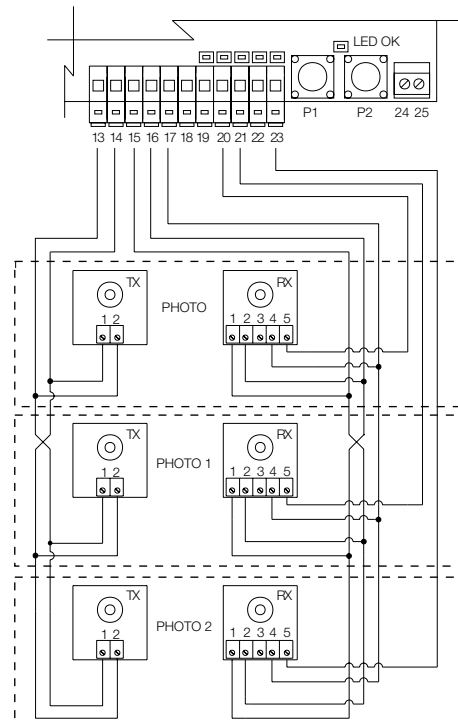 LED OK
P1 P2 24 25
13 14 15 16 17 18 19 20 21 22 23
TX PHOTO RX
1 2 1 2 3 4 5
TX PHOTO 1 RX
1 2 1 2 3 4 5
TX PHOTO 2 RX
1 2 1 2 3 4 5